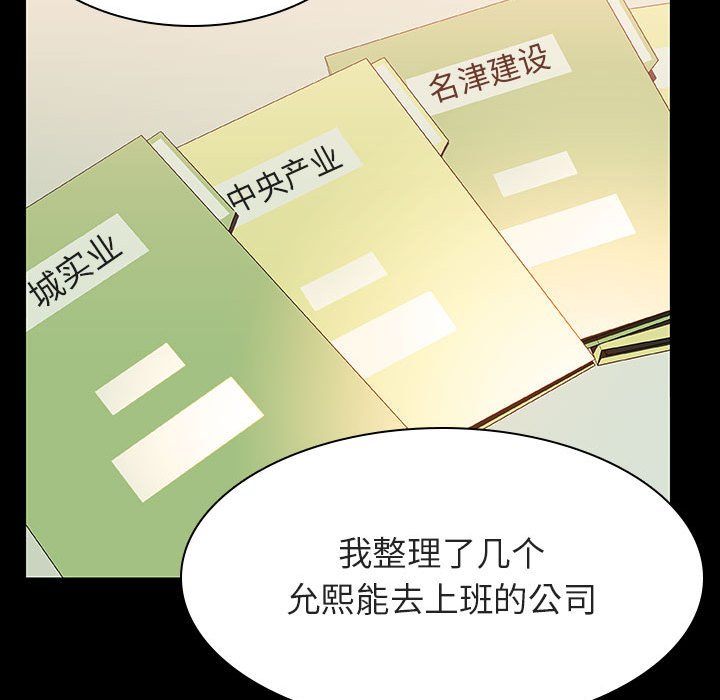 名津建设
中央产业
城实业
我整理了几个
允熙能去上班的公司